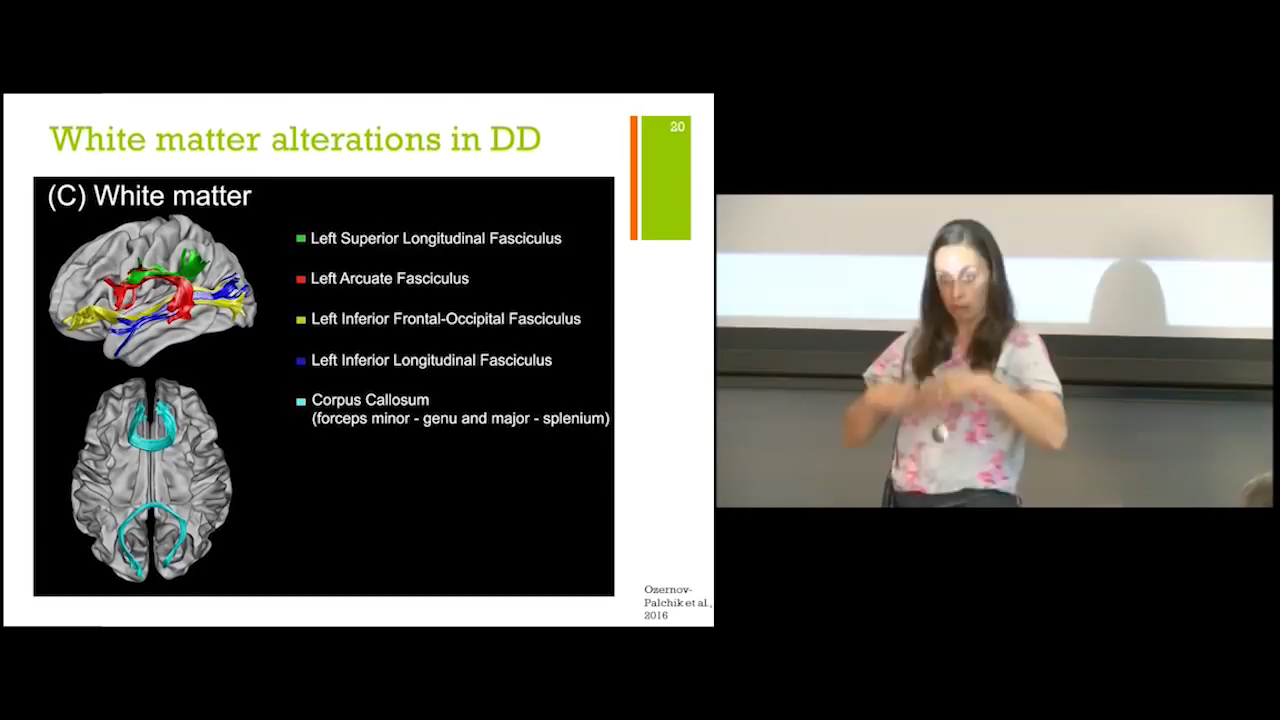 White matter alterations in DD
20
(C) White matter
Left Superior Longitudinal Fasciculus
Left Arcuate Fasciculus
Left Inferior Frontal-Occipital Fasciculus
Left Inferior Longitudinal Fasciculus
Corpus Callosum
(forceps minor - genu and major - splenium)
Ozernov-
Palchik et al.,
2016